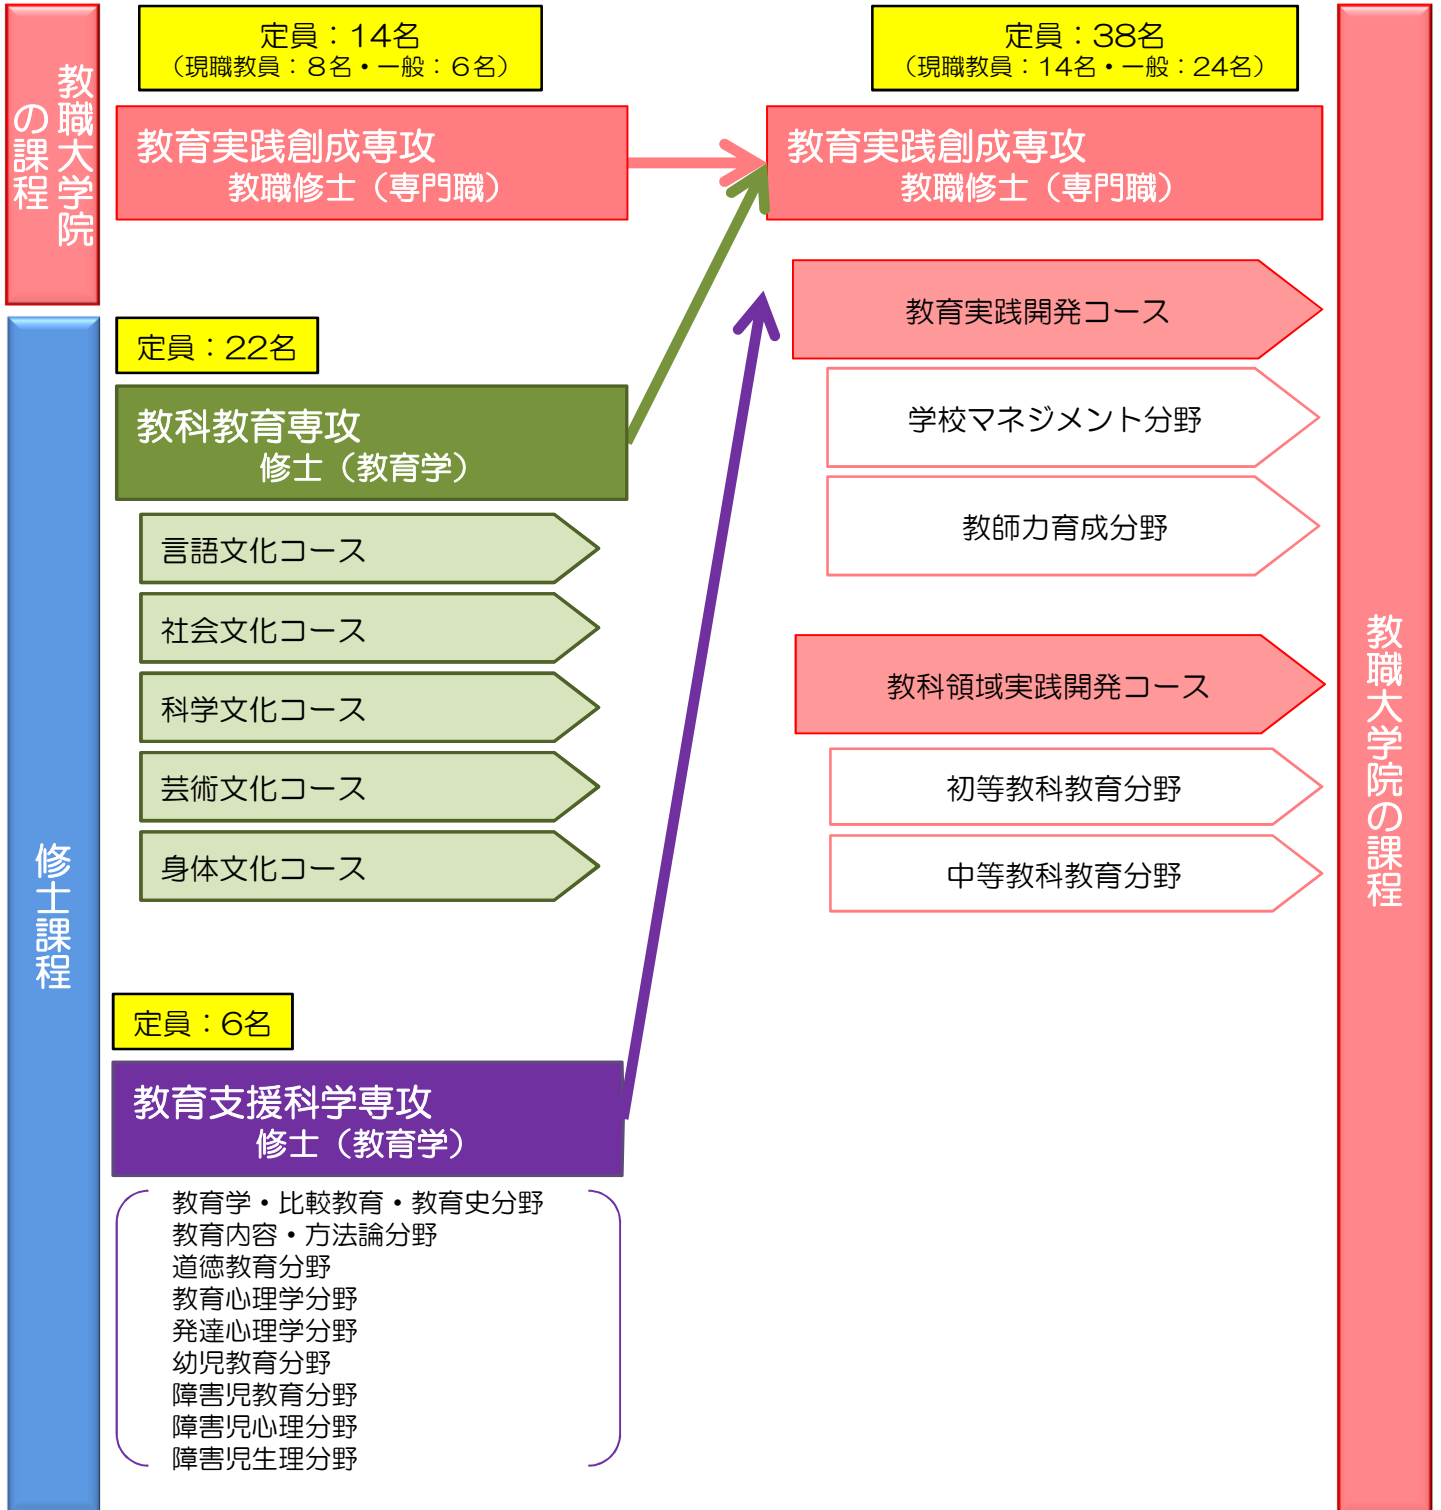 教職大学院
の課程
定員：14名
（現職教員：８名・一般：６名）
教育実践創成専攻
教職修士（専門職）
修士課程
定員：22名
教科教育専攻
修士（教育学）
言語文化コース
社会文化コース
科学文化コース
芸術文化コース
身体文化コース
定員：6名
教育支援科学専攻
修士（教育学）
教育学・比較教育・教育史分野
教育内容・方法論分野
道徳教育分野
教育心理学分野
発達心理学分野
幼児教育分野
障害児教育分野
障害児心理分野
障害児生理分野
定員：38名
（現職教員：14名・一般：24名）
教育実践創成専攻
教職修士（専門職）
教育実践開発コース
学校マネジメント分野
教師力育成分野
教科領域実践開発コース
初等教科教育分野
中等教科教育分野
教職大学院の課程